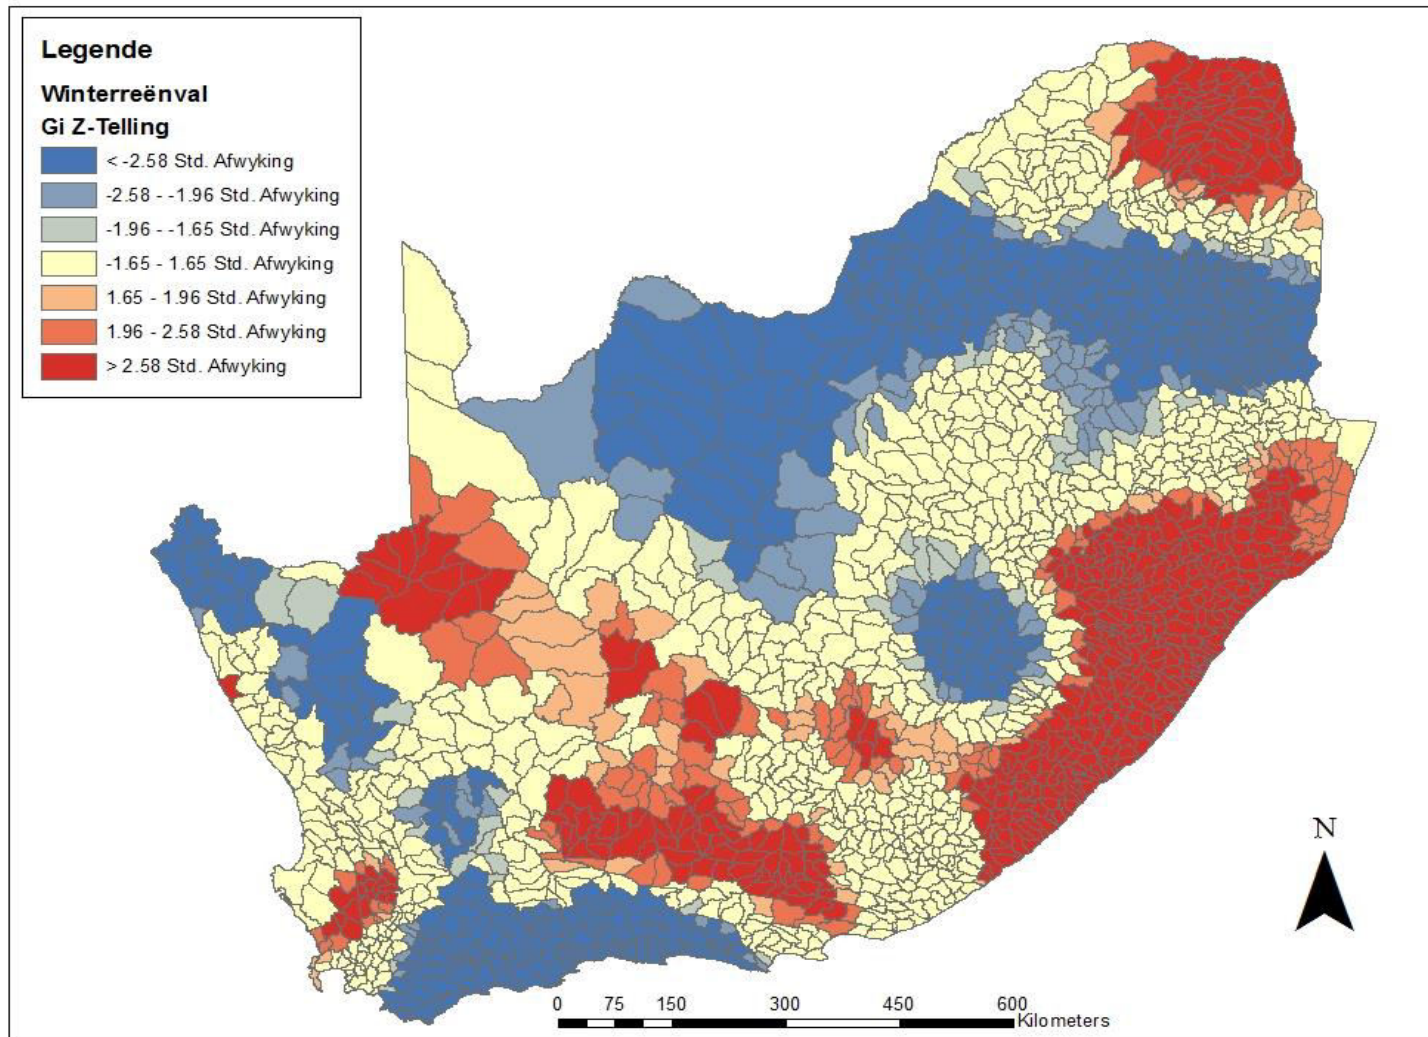 Legende
Winterreënval
Gi Z-Telling
< -2.58 Std. Afwyking
-2.58 - -1.96 Std. Afwyking
-1.96 - -1.65 Std. Afwyking
-1.65 - 1.65 Std. Afwyking
1.65 - 1.96 Std. Afwyking
1.96 - 2.58 Std. Afwyking
> 2.58 Std. Afwyking
N
0 75 150 300 450 600
Kilometers